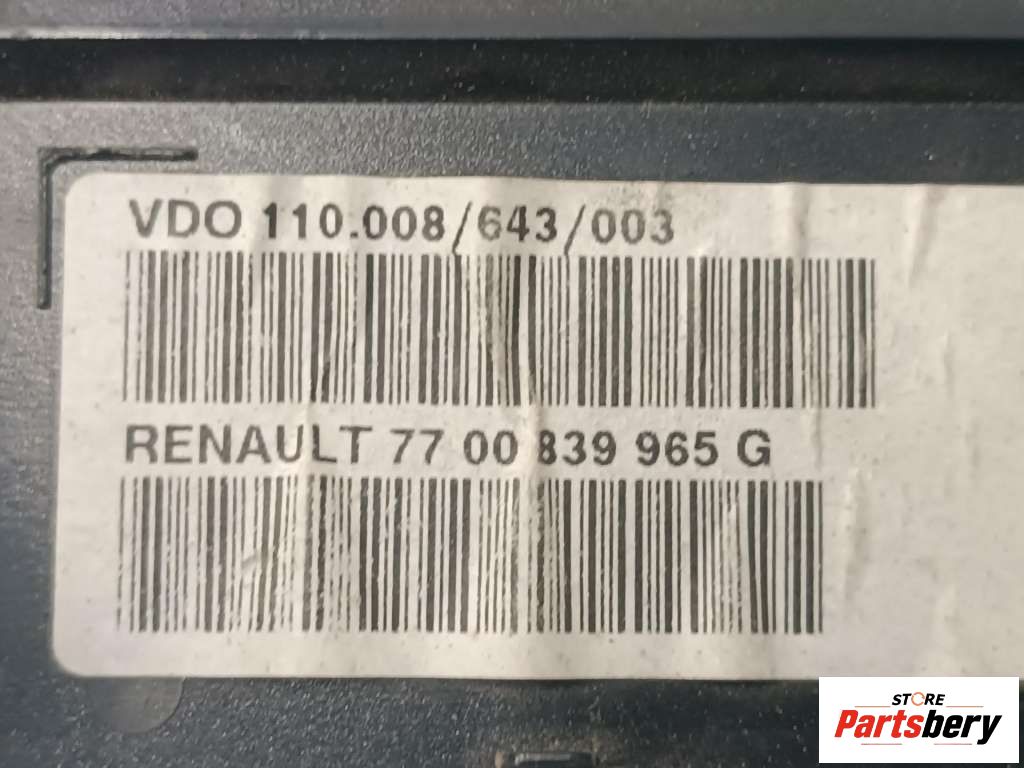 VDO 110.008/643/003
RENAULT 77 00 839 965 G
STORE
Partsbery